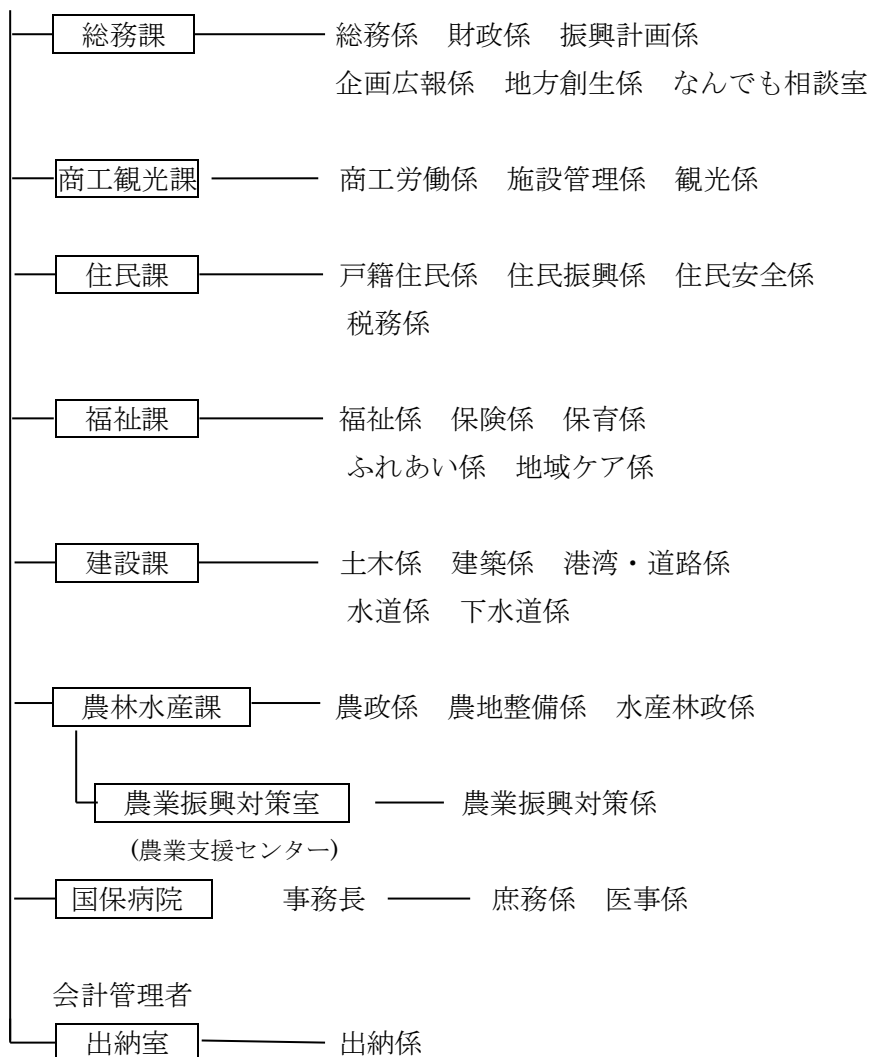 総務課 総務係 財政係 振興計画係
企画広報係 地方創生係 なんでも相談室
商工観光課 商工労働係 施設管理係 観光係
住民課 戸籍住民係 住民振興係 住民安全係
税務係
福祉課 福祉係 保険係 保育係
ふれあい係 地域ケア係
建設課 土木係 建築係 港湾・道路係
水道係 下水道係
農林水産課 農政係 農地整備係 水産林政係
農業振興対策室 農業振興対策係
(農業支援センター)
国保病院 事務長 庶務係 医事係
会計管理者
出納室 出納係